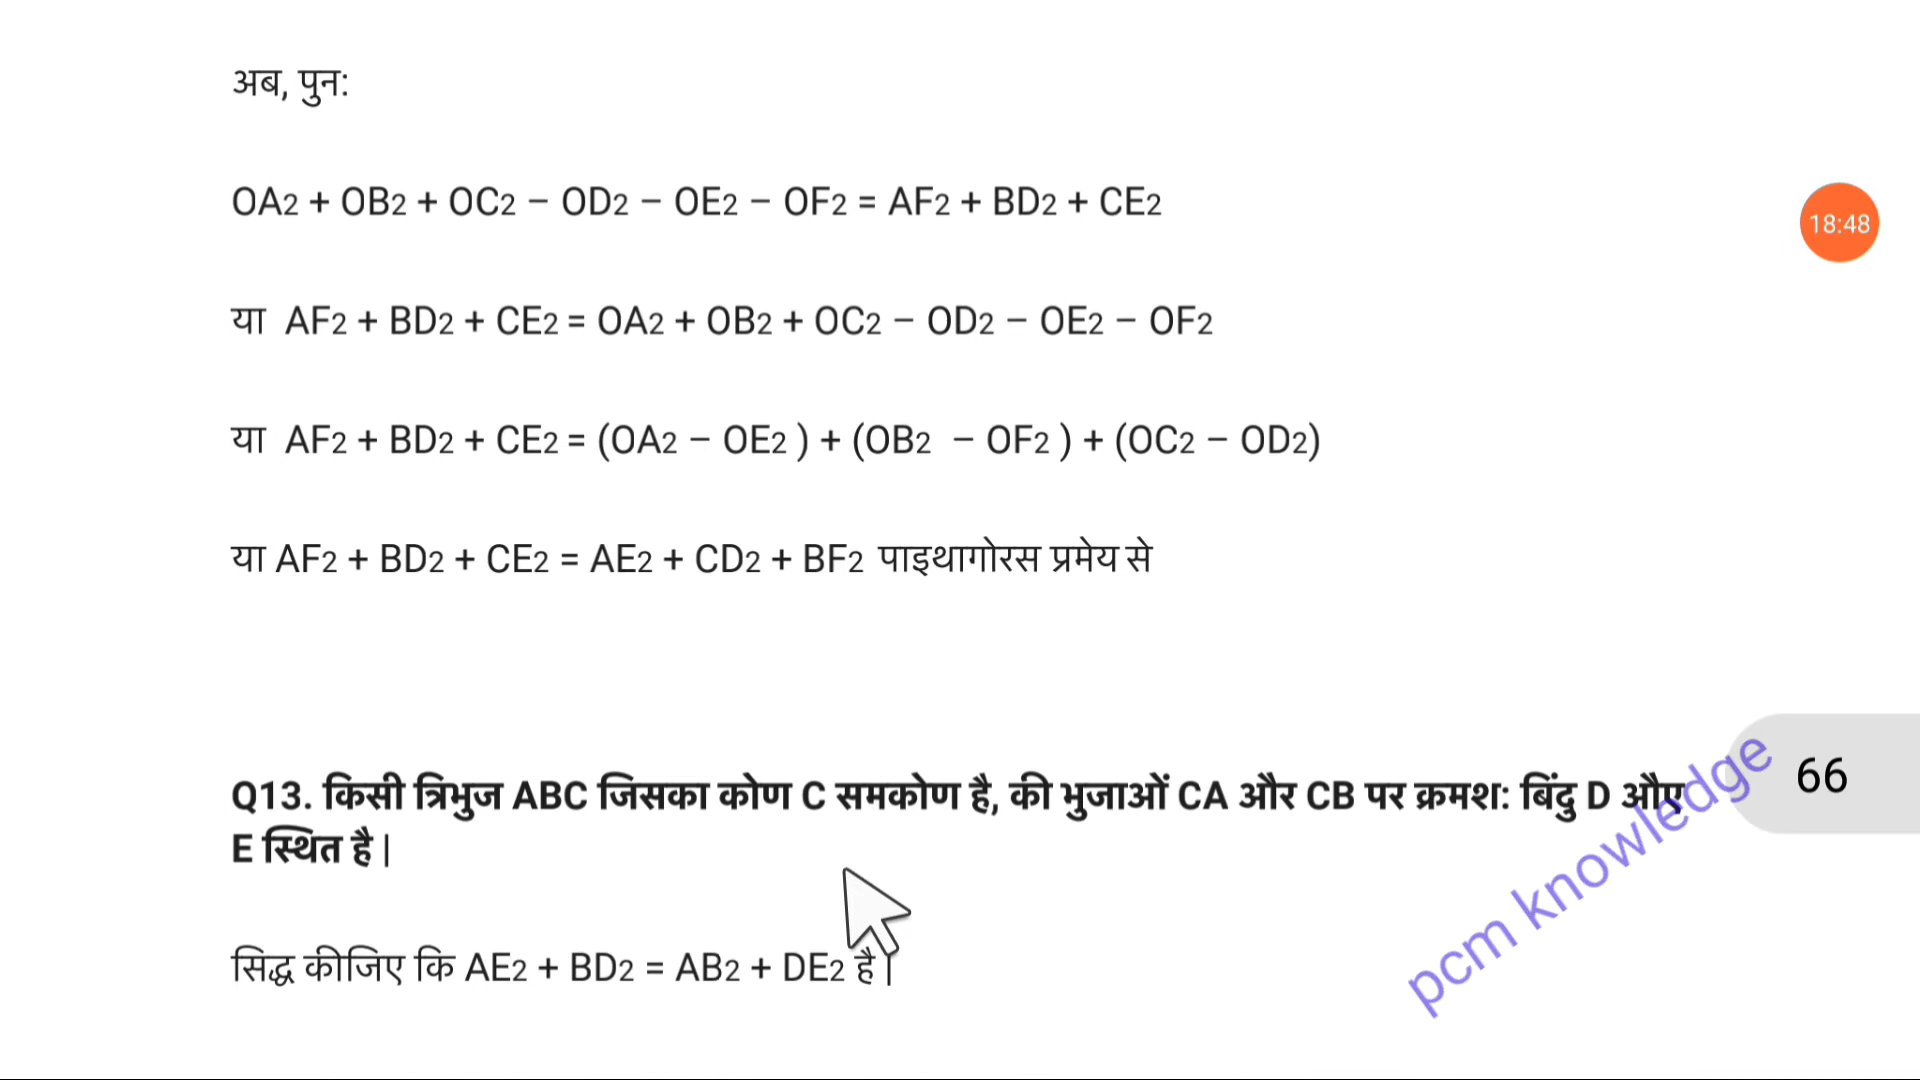 अब, पुन:
OA2 + OB2 + OC2 – OD2 – OE2 – OF2 = AF2 + BD2 + CE2
18:48
या AF2 + BD2 + CE2 = OA2 + OB2 + OC2 – OD2 – OE2 – OF2
या AF2 + BD2 + CE2 = (OA2 – OE2 ) + (OB2 – OF2 ) + (OC2 – OD2)
या AF2 + BD2 + CE2 = AE2 + CD2 + BF2 पाइथागोरस प्रमेय से
Q13. किसी त्रिभुज ABC जिसका कोण C समकोण है, की भुजाओं CA और CB पर क्रमश: बिंदु D औए
E स्थित है |
66
सिद्ध कीजिए कि AE2 + BD2 = AB2 + DE2 है |
pcm knowledge